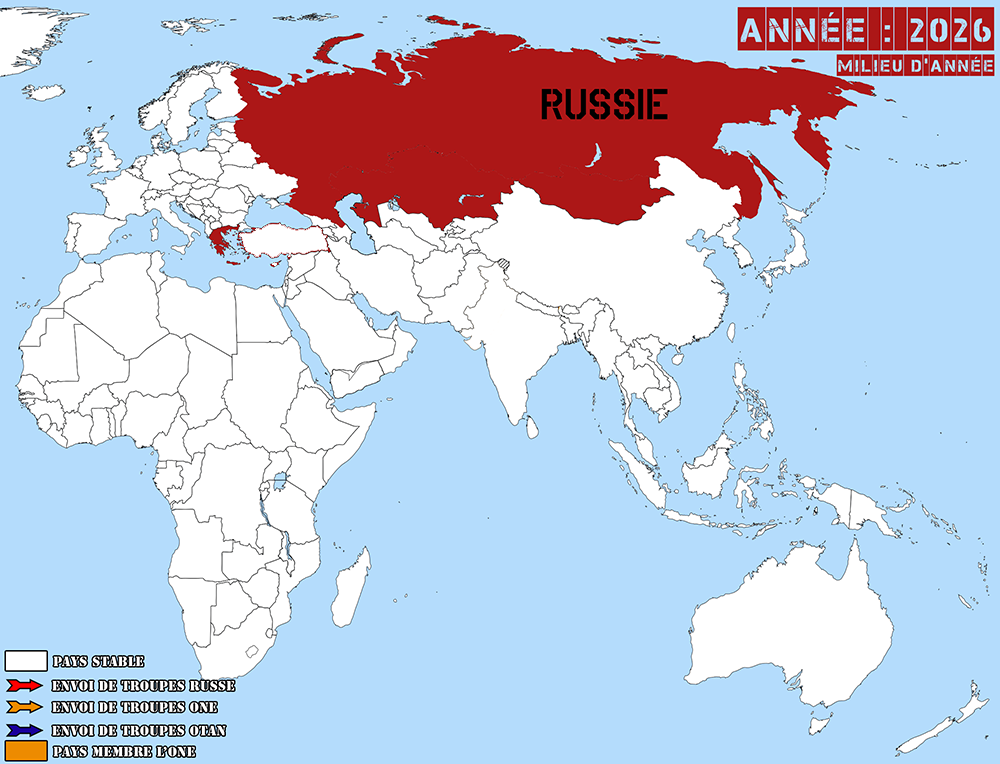 ANNÉE : 2026
MILIEU D'ANNÉE
RUSSIE
PAYS STABLE
ENVOI DE TROUPES RUSSE
ENVOI DE TROUPES ONE
ENVOI DE TROUPES OTAN
PAYS MEMBRE L'ONE